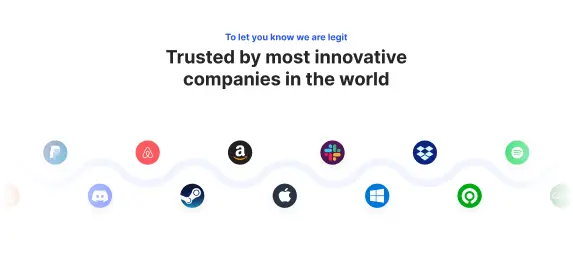 To let you know we are legit
Trusted by most innovative
companies in the world